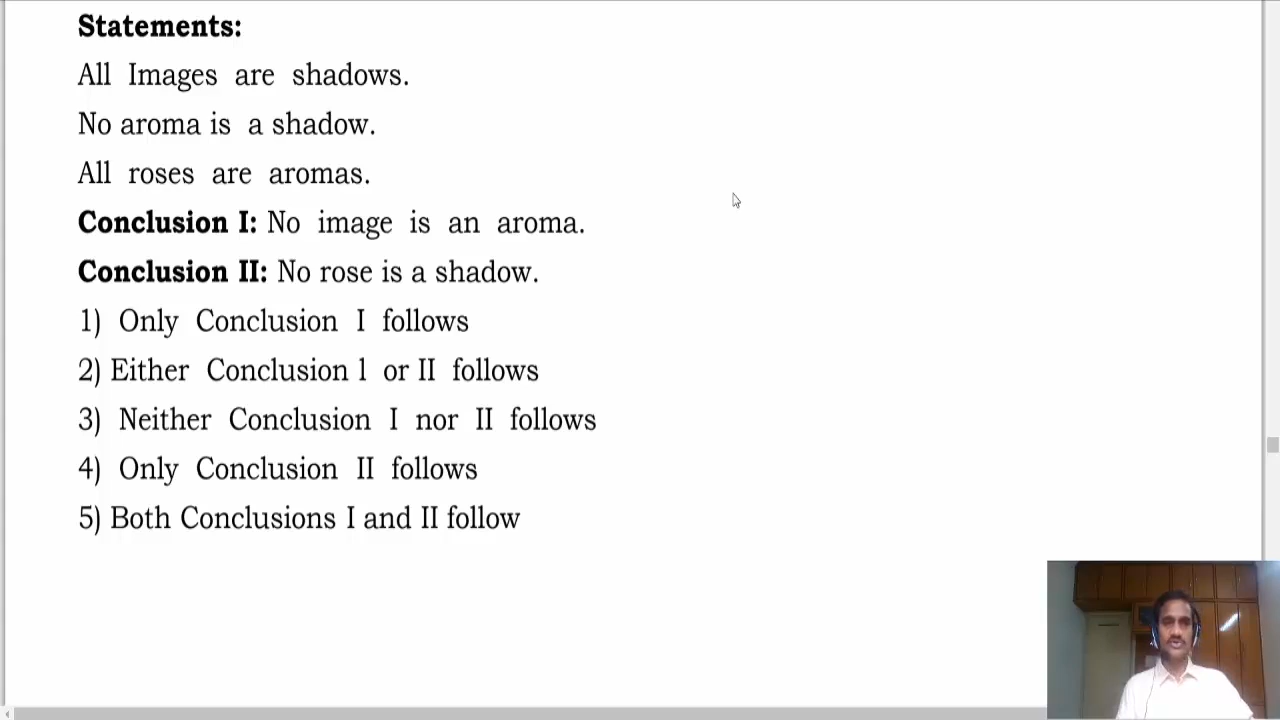 Statements:
All Images are shadows.
No aroma is a shadow.
All roses are aromas.
Conclusion I: No image is an aroma.
Conclusion II: No rose is a shadow.
1) Only Conclusion I follows
2) Either Conclusion 1 or II follows
3) Neither Conclusion I nor II follows
4) Only Conclusion II follows
5) Both Conclusions I and II follow